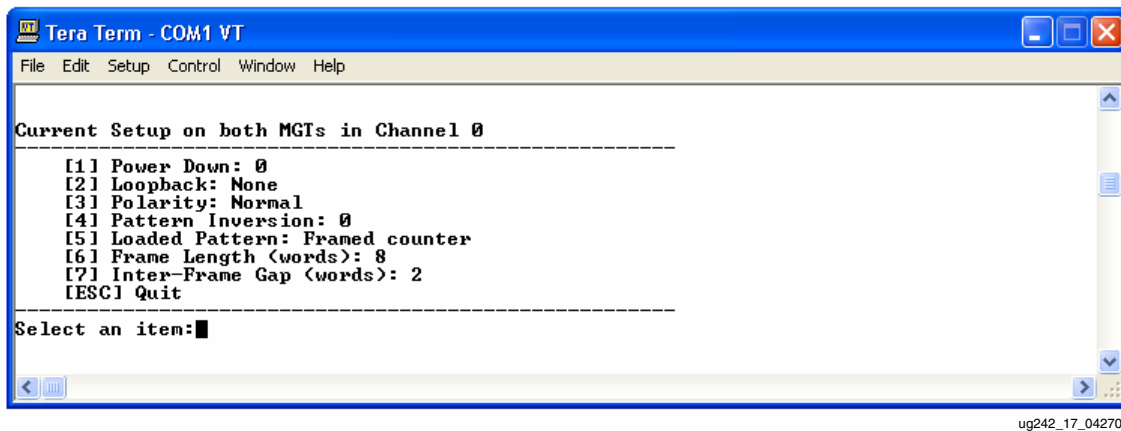 Tera Term - COM1 VT
File Edit Setup Control Window Help
Current Setup on both MGTs in Channel 0
[1] Power Down: 0
[2] Loopback: None
[3] Polarity: Normal
[4] Pattern Inversion: 0
[5] Loaded Pattern: Framed counter
[6] Frame Length (words): 8
[7] Inter-Frame Gap (words): 2
[ESC] Quit
Select an item:
ug242_17_04270